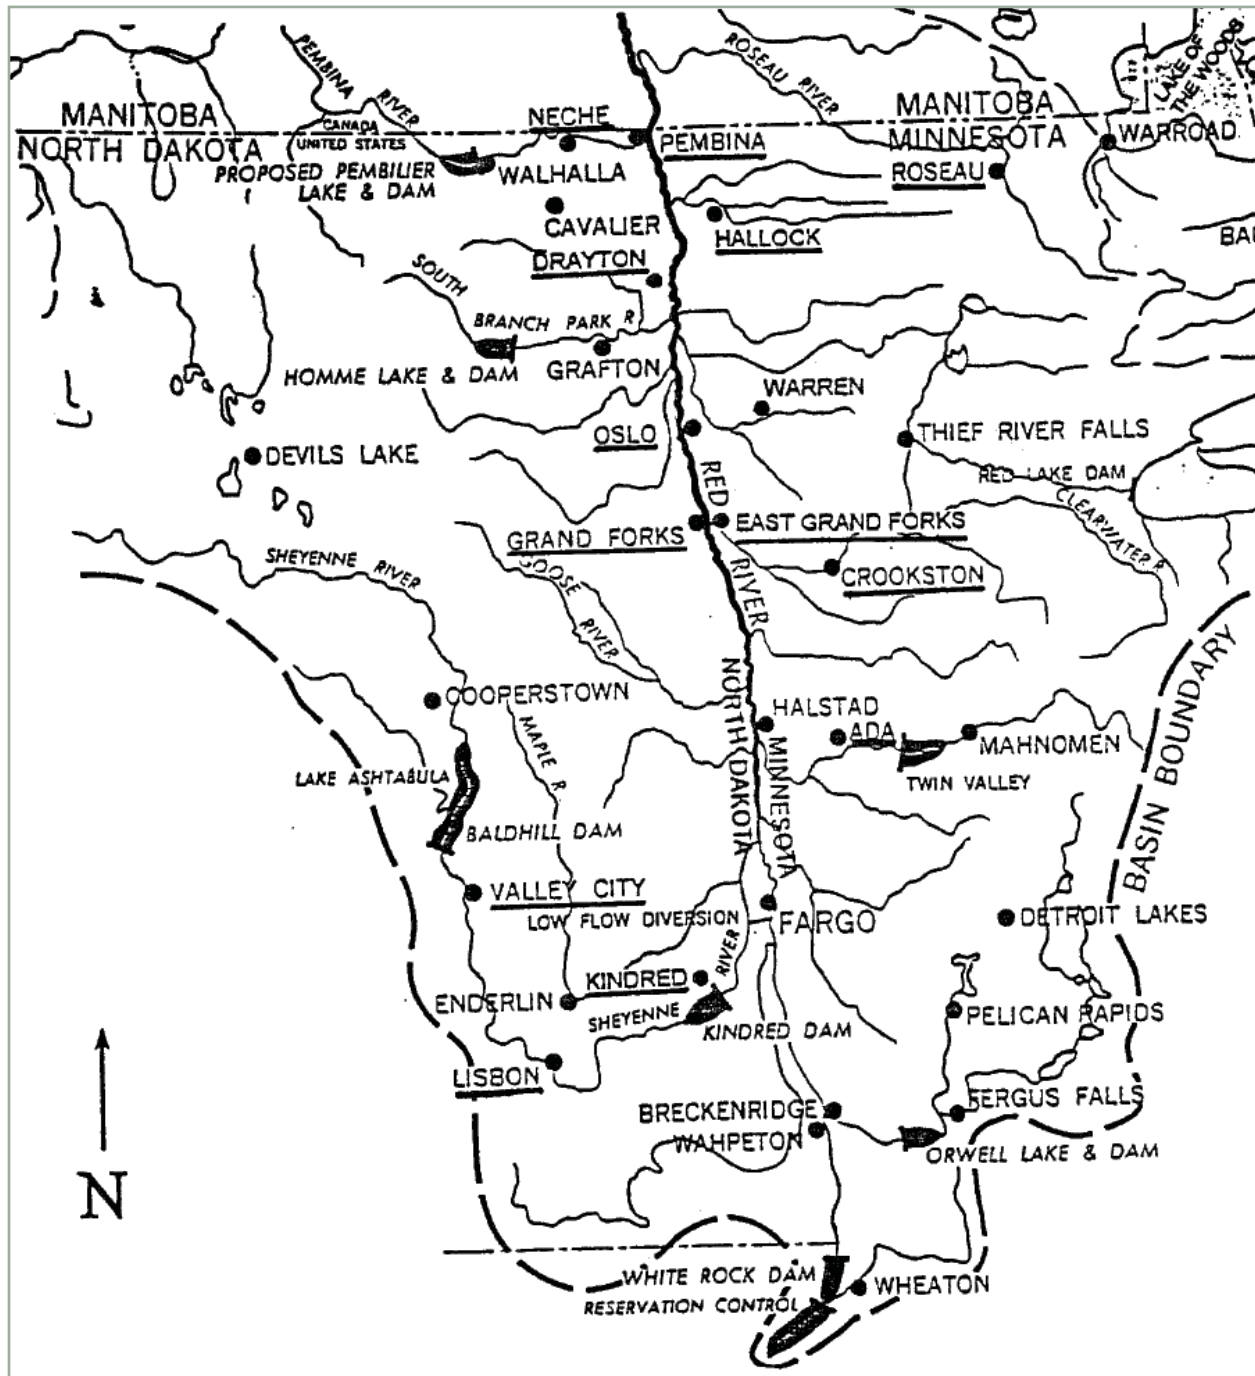 PEMBINA
RIVER
ROSEAU RIVER
LAKE OF
THE WOODS
MANITOBA
CANADA
UNITED STATES
NORTH DAKOTA
NECHE
PEMBINA
MANITOBA
MINNESOTA
WARROAD
ROSEAU
PROPOSED PEMBILIER
LAKE & DAM
WALHALLA
CAVALIER
HALLOCK
DRAYTON
SOUTH
BRANCH PARK R
GRAFTON
HOMME LAKE & DAM
WARREN
OSLO
THIEF RIVER FALLS
DEVILS LAKE
RED LAKE DAM
CLEARWATER R
RED
RIVER
GRAND FORKS
EAST GRAND FORKS
GOOSE
RIVER
CROOKSTON
SHEYENNE RIVER
NORTH DAKOTA
MINNESOTA
COOPERSTOWN
MAPLE R
HALSTAD
ADA
MAHNOMEN
TWIN VALLEY
BASIN BOUNDARY
LAKE ASHTABULA
BALDHILL DAM
VALLEY CITY
LOW FLOW DIVERSION
FARGO
DETROIT LAKES
KINDRED
RIVER
ENDERLIN
SHEYENNE
KINDRED DAM
PELICAN RAPIDS
LISBON
BRECKENRIDGE
WAHPETON
FERGUS FALLS
ORWELL LAKE & DAM
N
WHITE ROCK DAM
RESERVATION CONTROL
WHEATON